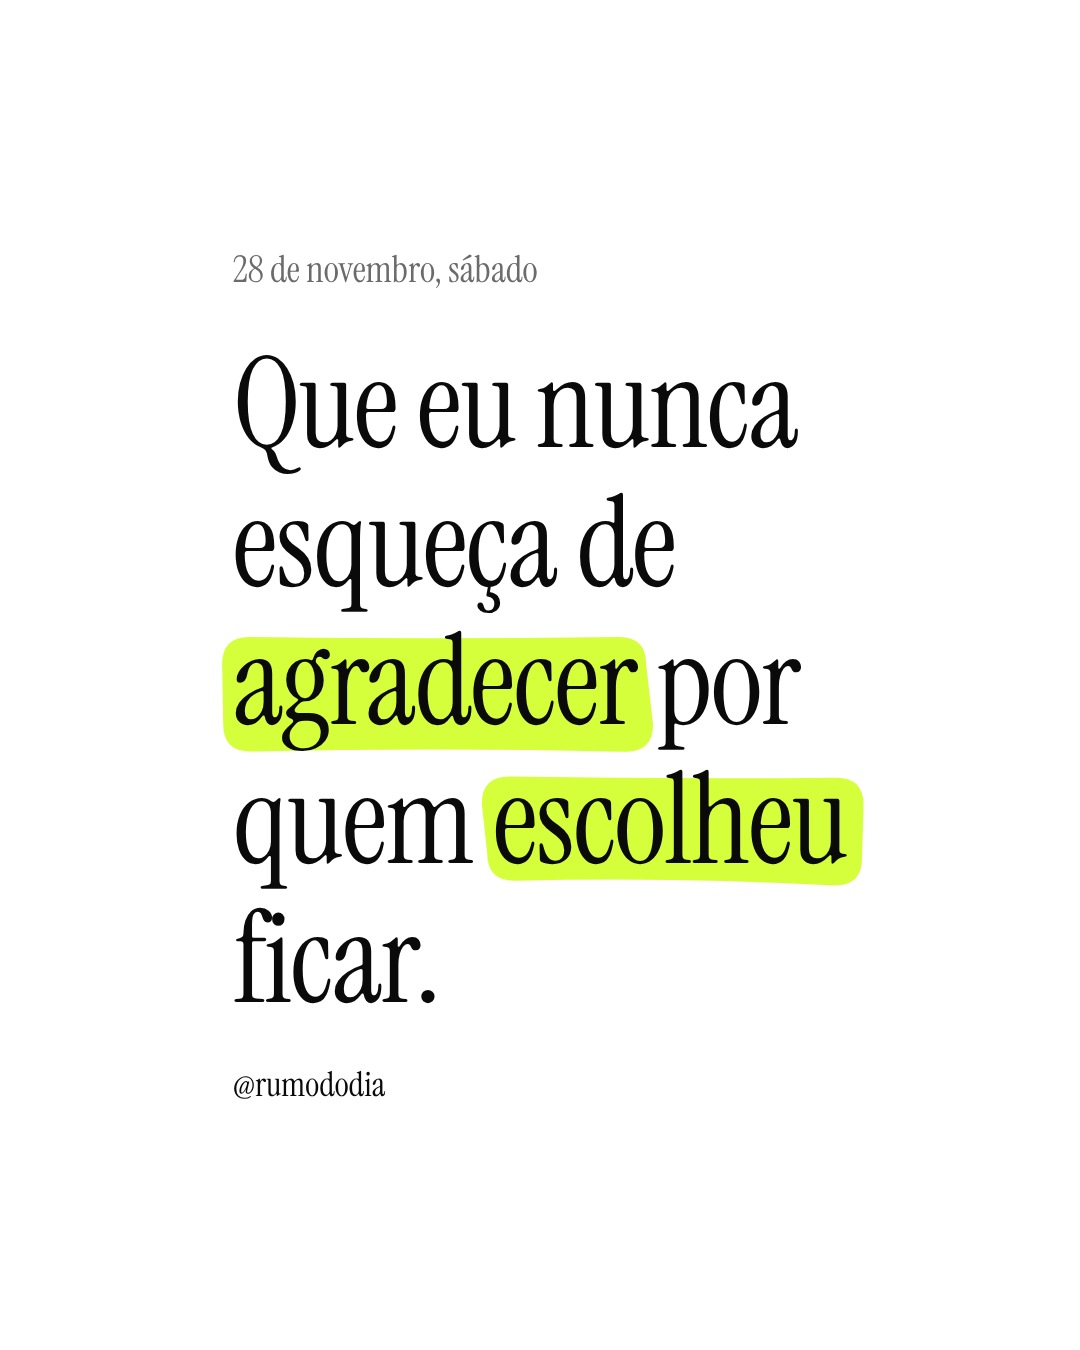 28 de novembro, sábado
Que eu nunca
esqueça de
agradecer por
quem escolheu
ficar.
@rumododia